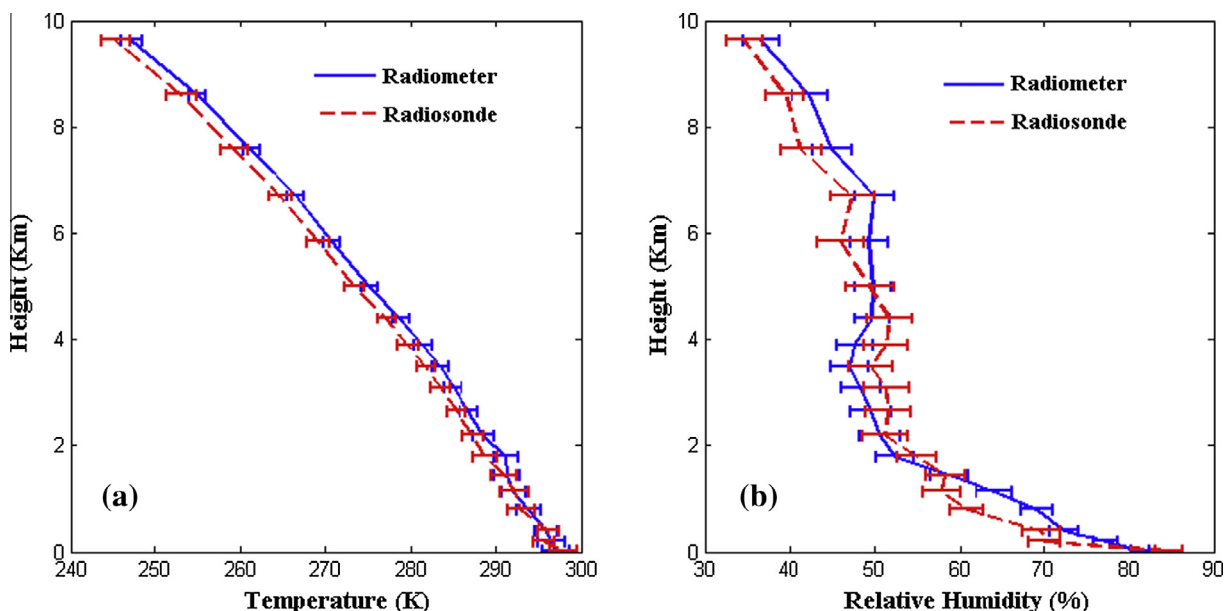 10
8
6
4
2
0
Height (Km)
Radiometer
Radiosonde
(a)
240 250 260 270 280 290 300
Temperature (K)
10
8
6
4
2
0
Height (Km)
Radiometer
Radiosonde
(b)
30 40 50 60 70 80 90
Relative Humidity (%)